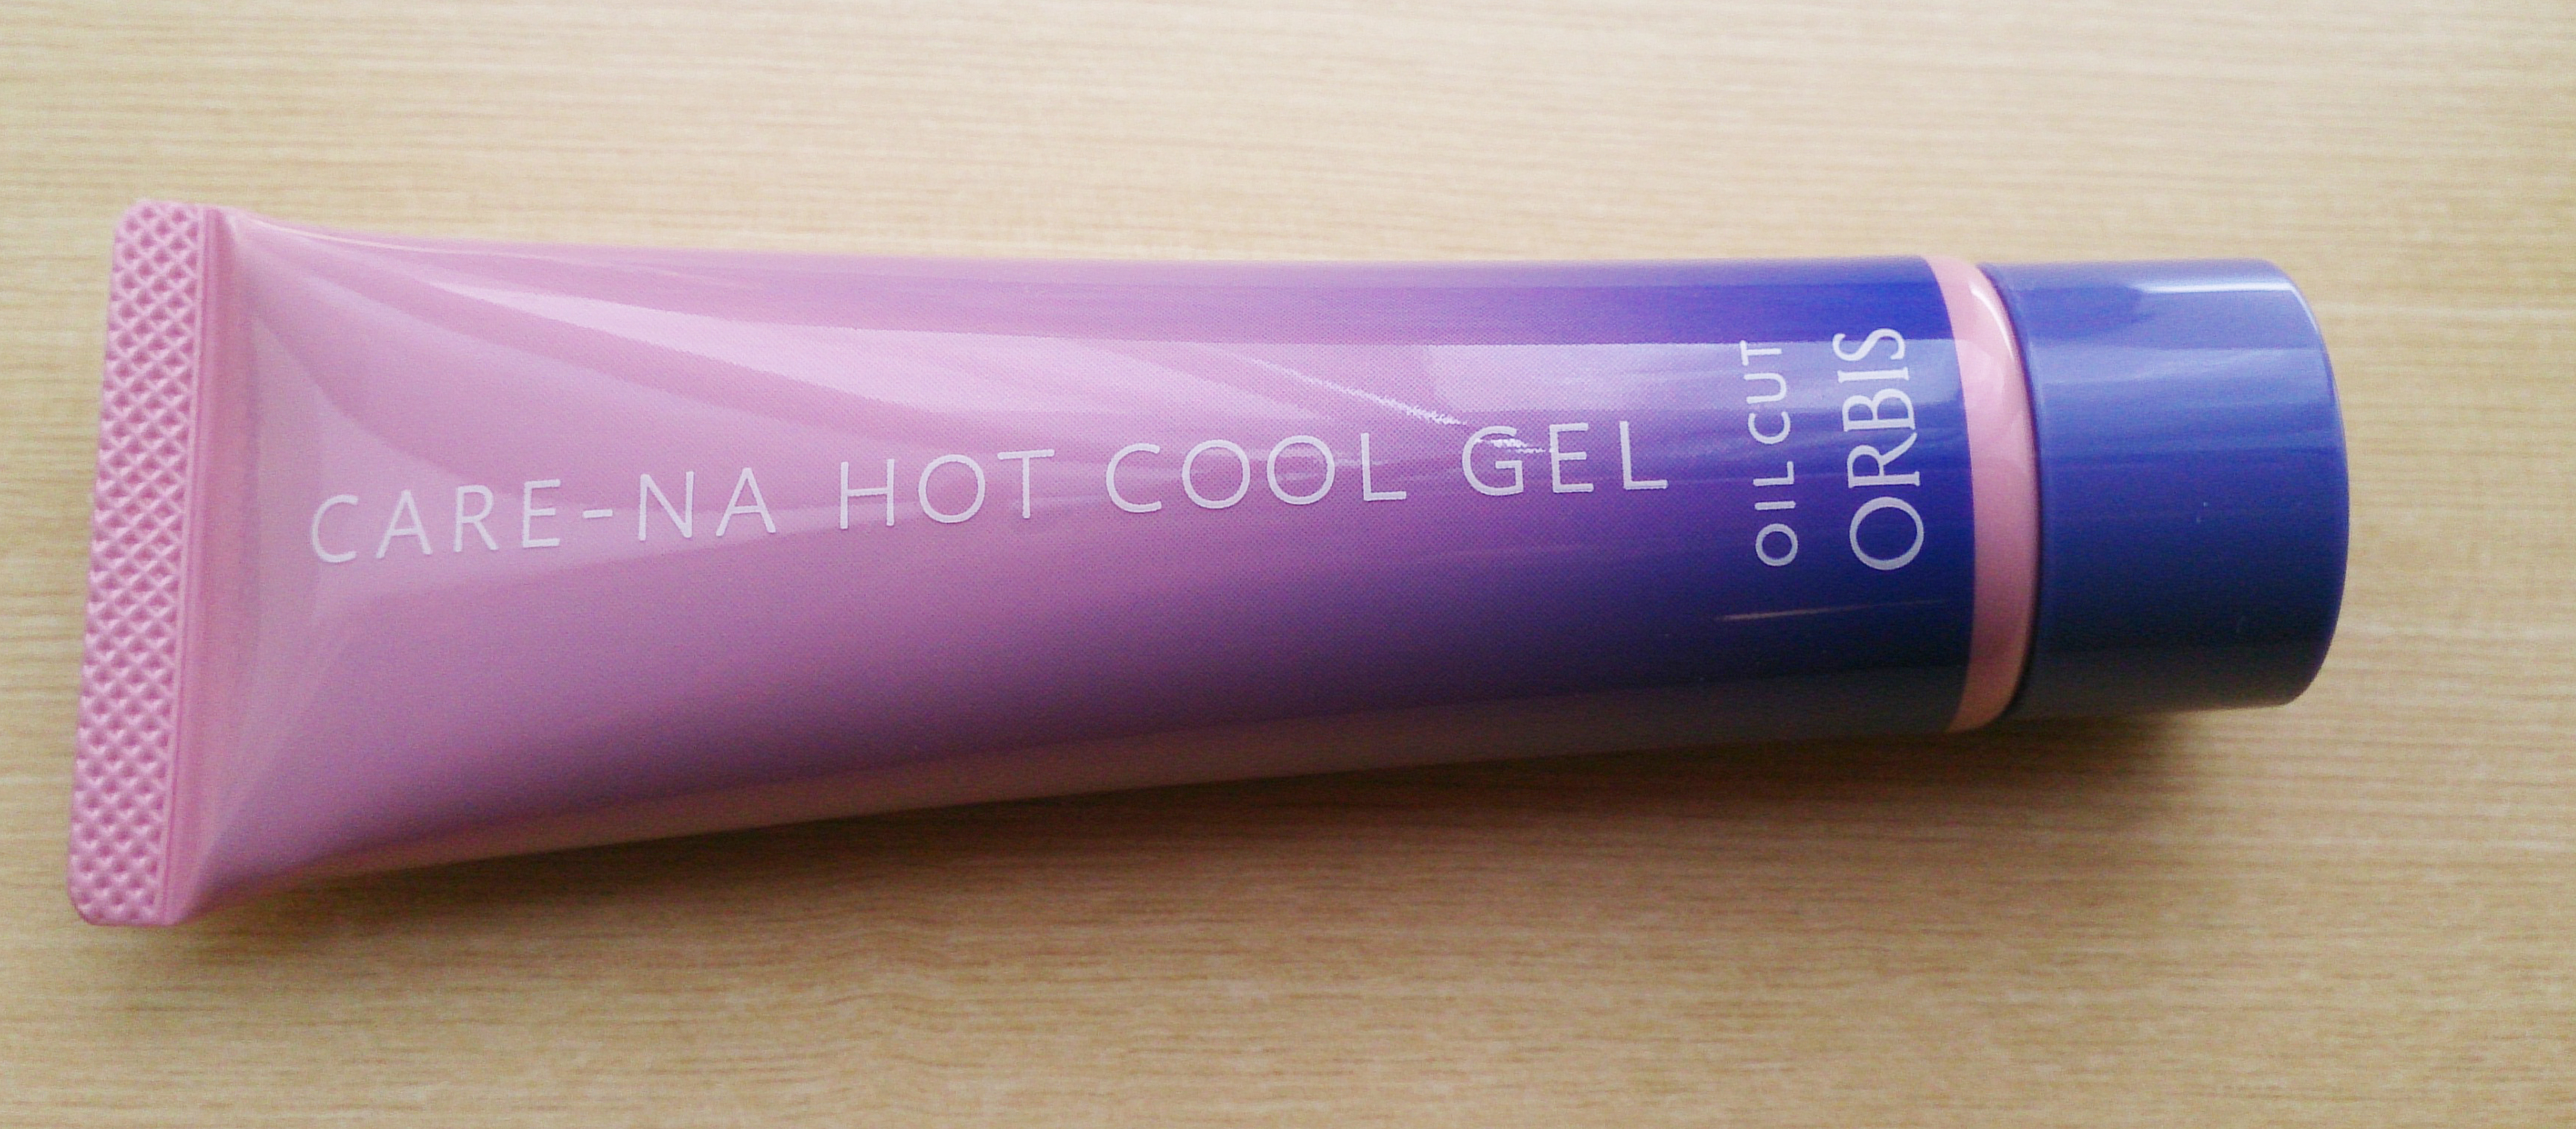 CARE-NA HOT COOL GEL
OIL CUT
ORBIS